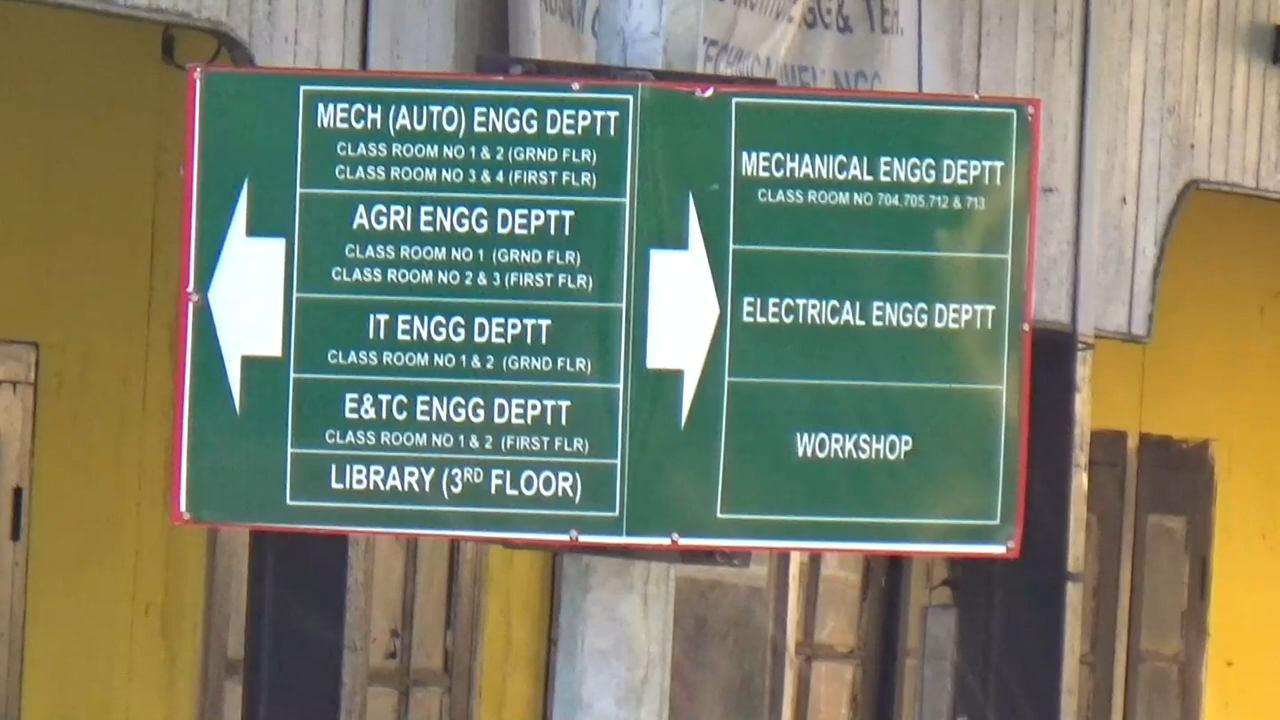 MECH (AUTO) ENGG DEPTT
CLASS ROOM NO 1 & 2 (GRND FLR)
CLASS ROOM NO 3 & 4 (FIRST FLR)
AGRI ENGG DEPTT
CLASS ROOM NO 1 (GRND FLR)
CLASS ROOM NO 2 & 3 (FIRST FLR)
IT ENGG DEPTT
CLASS ROOM NO 1 & 2 (GRND FLR)
E&TC ENGG DEPTT
CLASS ROOM NO 1 & 2 (FIRST FLR)
LIBRARY (3RD FLOOR)
MECHANICAL ENGG DEPTT
CLASS ROOM NO 704,705,712 & 713
ELECTRICAL ENGG DEPTT
WORKSHOP